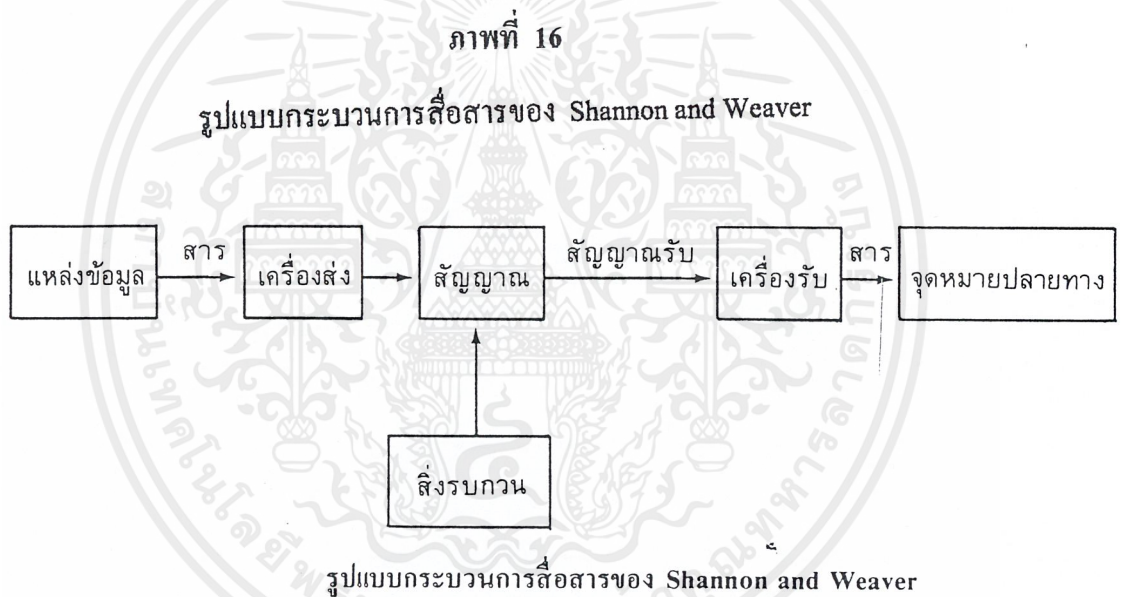 ภาพที่ 16
รูปแบบกระบวนการสื่อสารของ Shannon and Weaver
แหล่งข้อมูล
สาร
เครื่องส่ง
สัญญาณ
สัญญาณรับ
เครื่องรับ
สาร
จุดหมายปลายทาง
สิ่งรบกวน
รูปแบบกระบวนการสื่อสารของ Shannon and Weaver